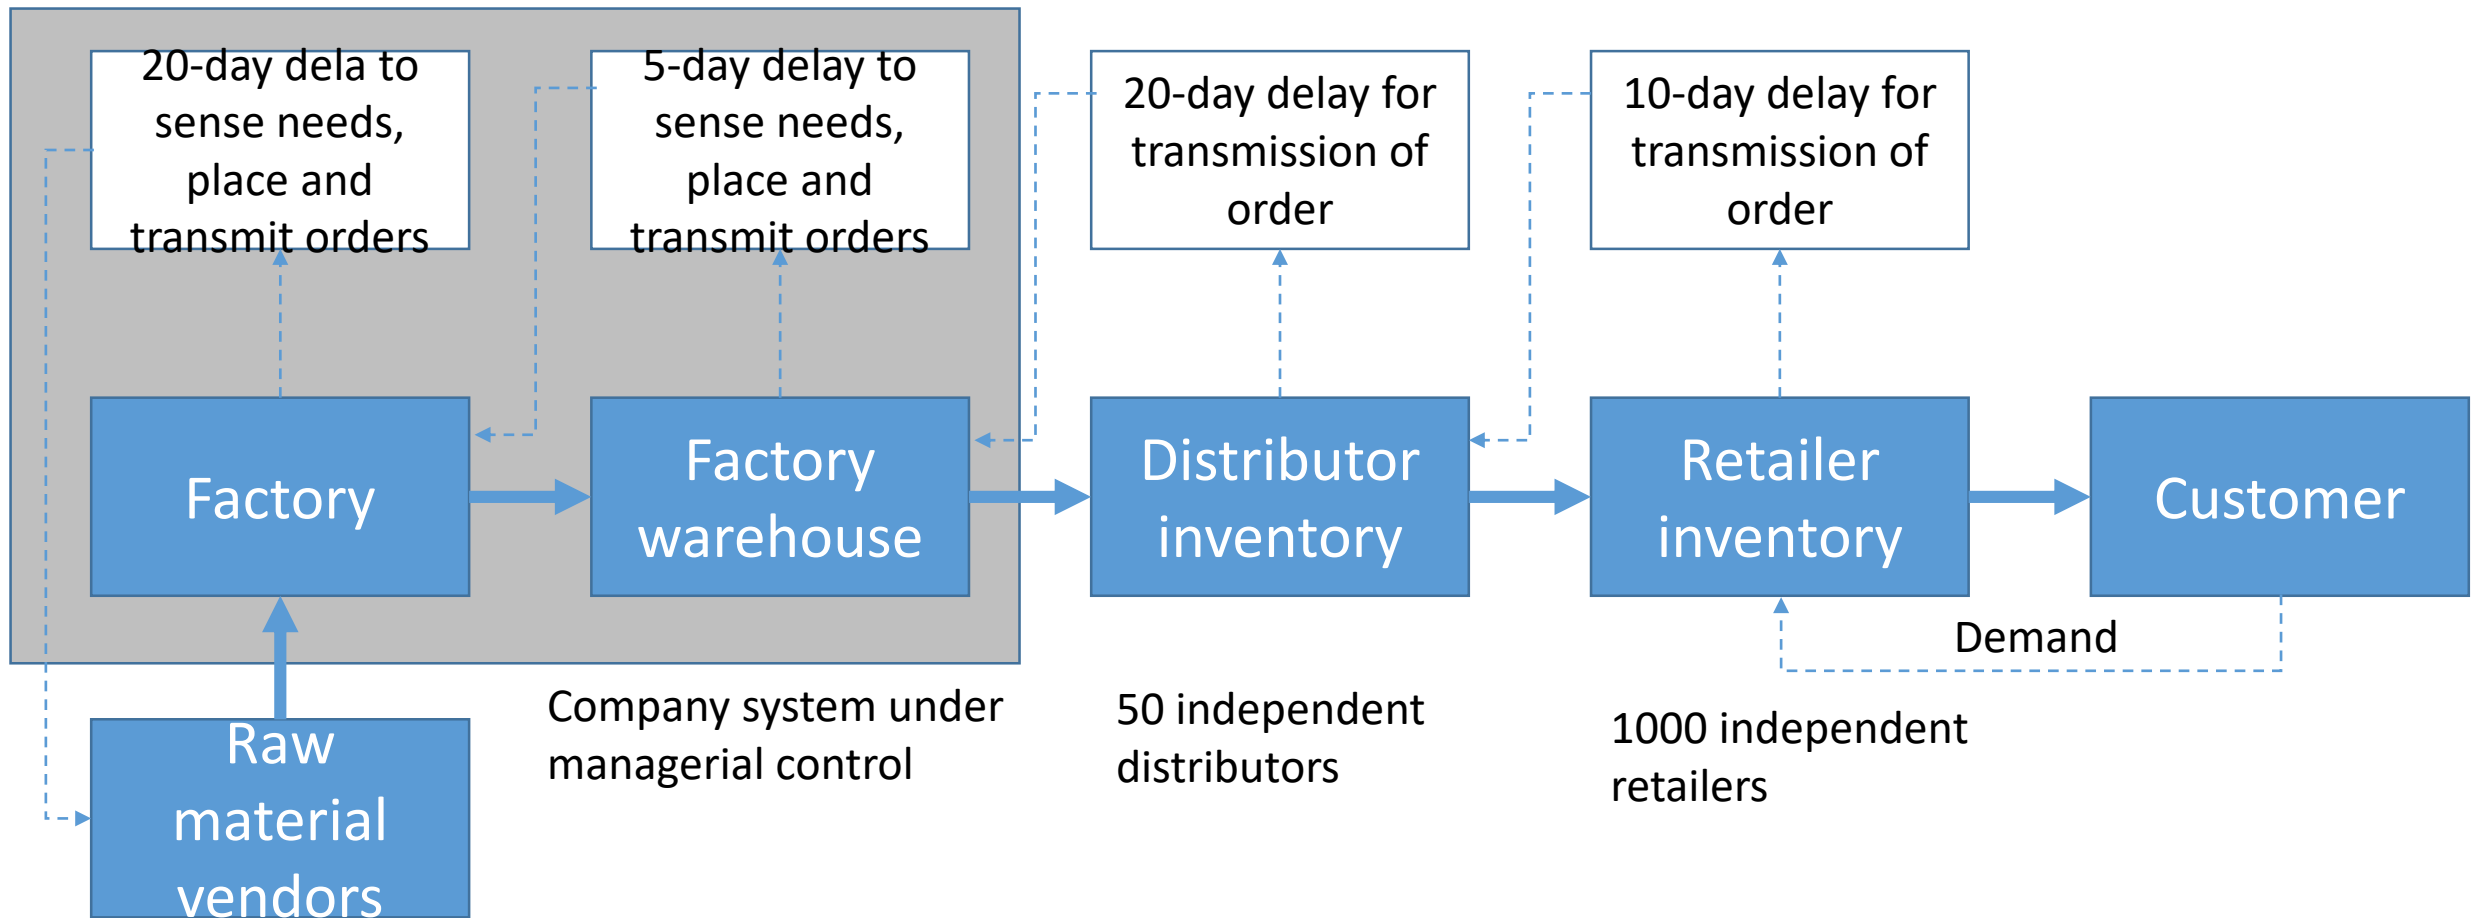 20-day dela to
sense needs,
place and
transmit orders
5-day delay to
sense needs,
place and
transmit orders
20-day delay for
transmission of
order
10-day delay for
transmission of
order
Factory
Factory
warehouse
Distributor
inventory
Retailer
inventory
Customer
Demand
Company system under
managerial control
50 independent
distributors
1000 independent
retailers
Raw
material
vendors